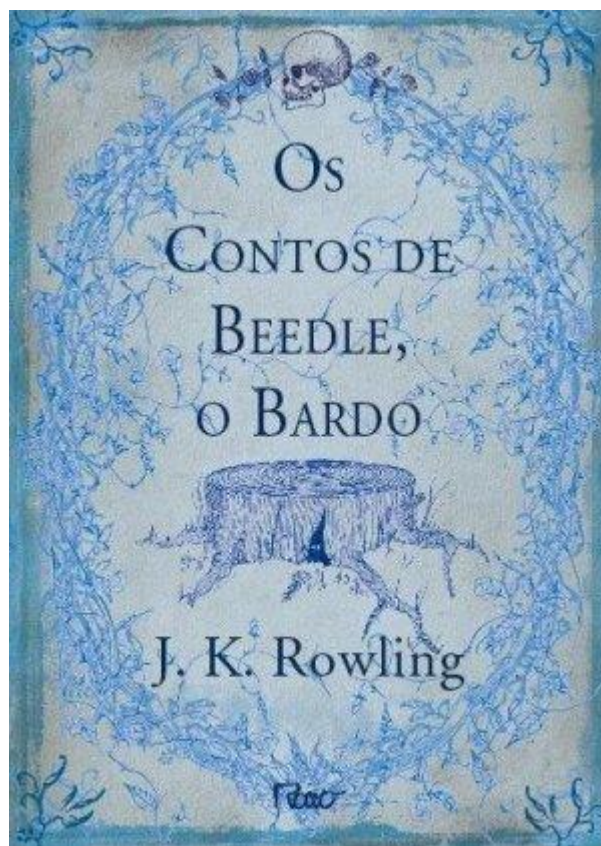 Os
Contos de
Beedle,
o Bardo
J. K. Rowling
Rocco